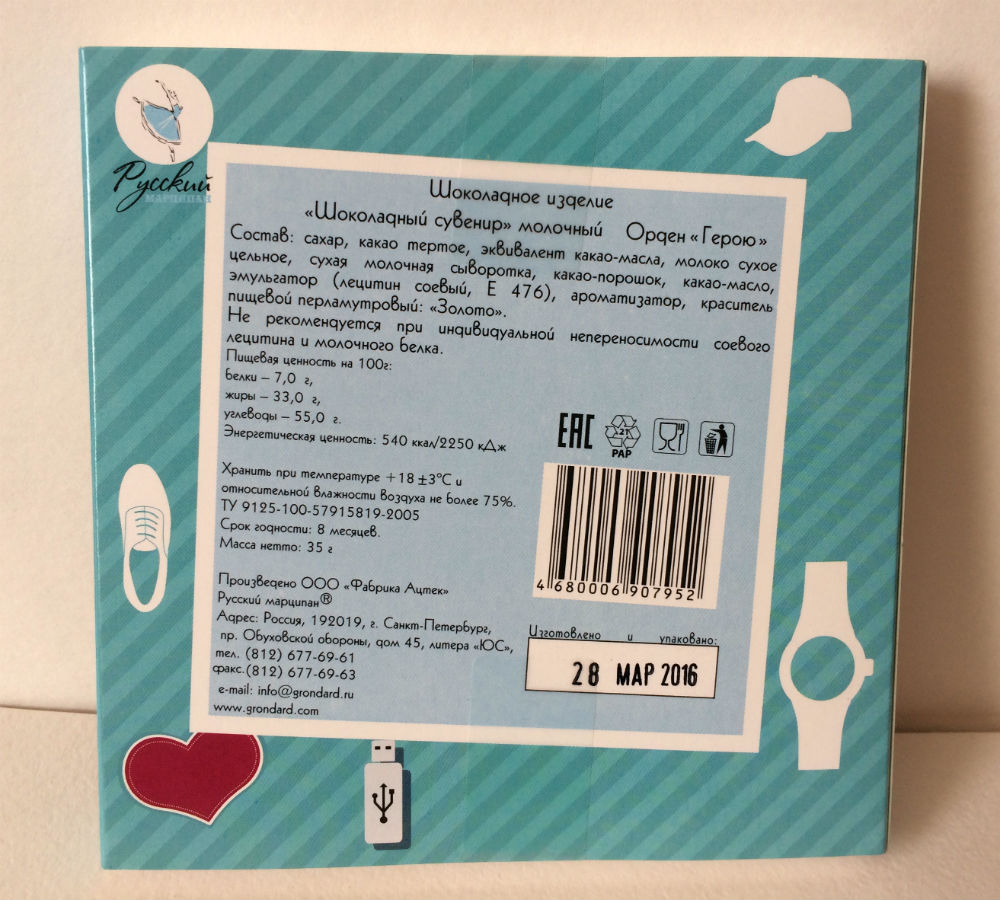 Русский
МАРЦИПАН
Шоколадное изделие
«Шоколадный сувенир» молочный Орден «Герою»
Состав: сахар, какао тертое, эквивалент какао-масла, молоко сухое
цельное, сухая молочная сыворотка, какао-порошок, какао-масло,
эмульгатор (лецитин соевый, Е 476), ароматизатор, краситель
пищевой перламутровый: «Золото».
Не рекомендуется при индивидуальной непереносимости соевого
лецитина и молочного белка.
Пищевая ценность на 100г:
белки – 7,0 г,
жиры – 33,0 г,
углеводы – 55,0 г.
Энергетическая ценность: 540 ккал/2250 кДж
EAC
21
PAP
Хранить при температуре +18 ±3°С и
относительной влажности воздуха не более 75%.
ТУ 9125-100-57915819-2005
Срок годности: 8 месяцев.
Масса нетто: 35 г
4 680006 907952
Произведено ООО «Фабрика Ацтек»
Русский марципан®
Адрес: Россия, 192019, г. Санкт-Петербург,
пр. Обуховской обороны, дом 45, литера «ЮС»,
тел. (812) 677-69-61
факс.(812) 677-69-63
e-mail: info@grondard.ru
www.grondard.com
Изготовлено и упаковано:
28 МАР 2016